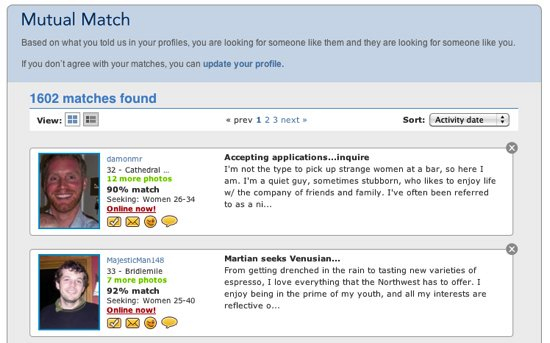 Mutual Match
Based on what you told us in your profiles, you are looking for someone like them and they are looking for someone like you.
If you don't agree with your matches, you can update your profile.
1602 matches found
View:
« prev 1 2 3 next »
Sort: Activity date
damonmr
32 - Cathedral ...
12 more photos
90% match
Seeking: Women 26-34
Online now!
Accepting applications...inquire
I'm not the type to pick up strange women at a bar, so here I
am. I'm a quiet guy, sometimes stubborn, who likes to enjoy life
w/ the company of friends and family. I've often been referred
to as a ni...
MajesticMan148
33 - Bridlemile
7 more photos
92% match
Seeking: Women 25-40
Online now!
Martian seeks Venusian...
From getting drenched in the rain to tasting new varieties of
espresso, I love everything that the Northwest has to offer. I
enjoy being in the prime of my youth, and all my interests are
reflective o...